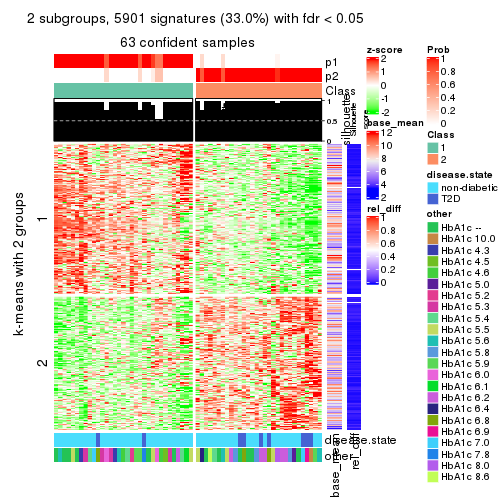 2 subgroups, 5901 signatures (33.0%) with fdr < 0.05
63 confident samples
p1
p2
Class
1
0.5
0
silhouette
Silhouette
score
k-means with 2 groups
1
2
disease.state
other
base_mean
rel_diff
z-score
2
1
0
-1
-2
base_mean
12
10
8
6
4
2
rel_diff
1
0.8
0.6
0.4
0.2
0
Prob
1
0.8
0.6
0.4
0.2
0
Class
1
2
disease.state
non-diabetic
T2D
other
HbA1c --
HbA1c 10.0
HbA1c 4.3
HbA1c 4.5
HbA1c 4.6
HbA1c 5.0
HbA1c 5.2
HbA1c 5.3
HbA1c 5.4
HbA1c 5.5
HbA1c 5.6
HbA1c 5.8
HbA1c 5.9
HbA1c 6.0
HbA1c 6.1
HbA1c 6.2
HbA1c 6.4
HbA1c 6.8
HbA1c 6.9
HbA1c 7.0
HbA1c 7.8
HbA1c 8.0
HbA1c 8.6